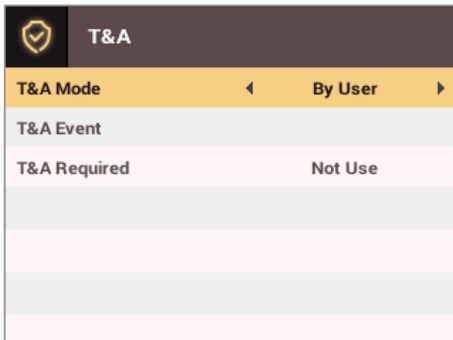 T&A
T&A Mode By User
T&A Event
T&A Required Not Use